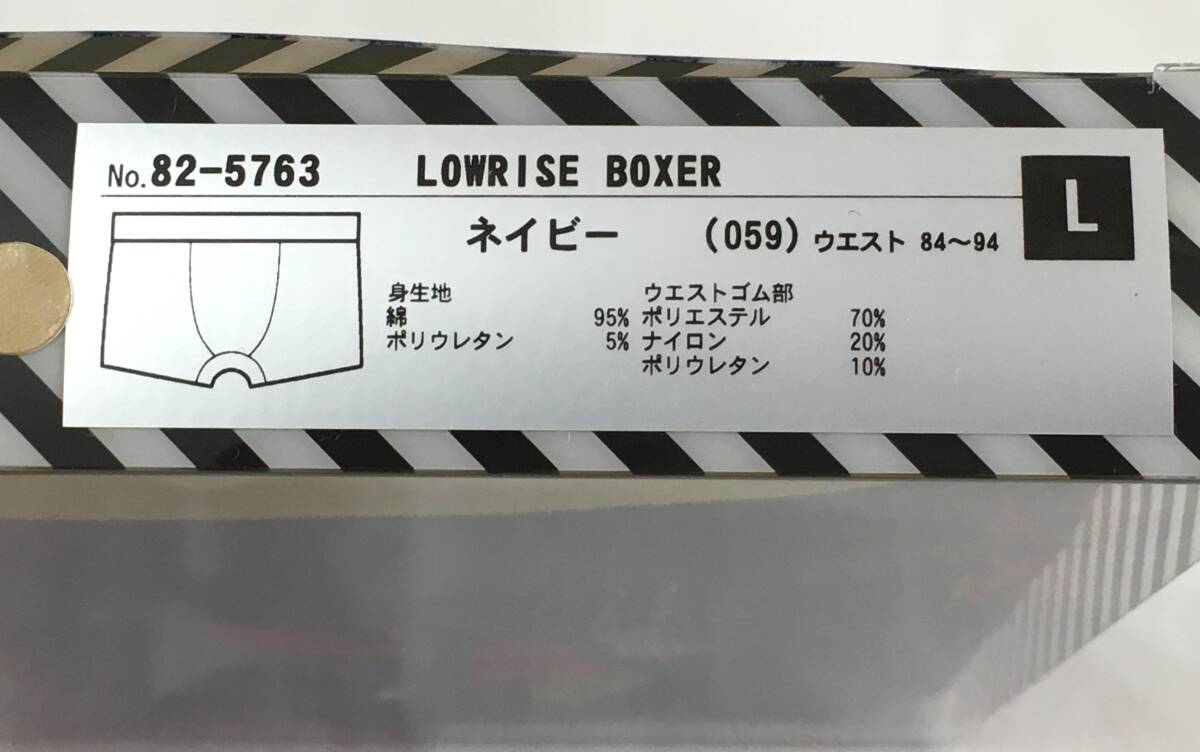 No.82-5763 LOWRISE BOXER
L
ネイビー (059) ウエスト 84～94
身生地 ウエストゴム部
綿 95% ポリエステル 70%
ポリウレタン 5% ナイロン 20%
ポリウレタン 10%